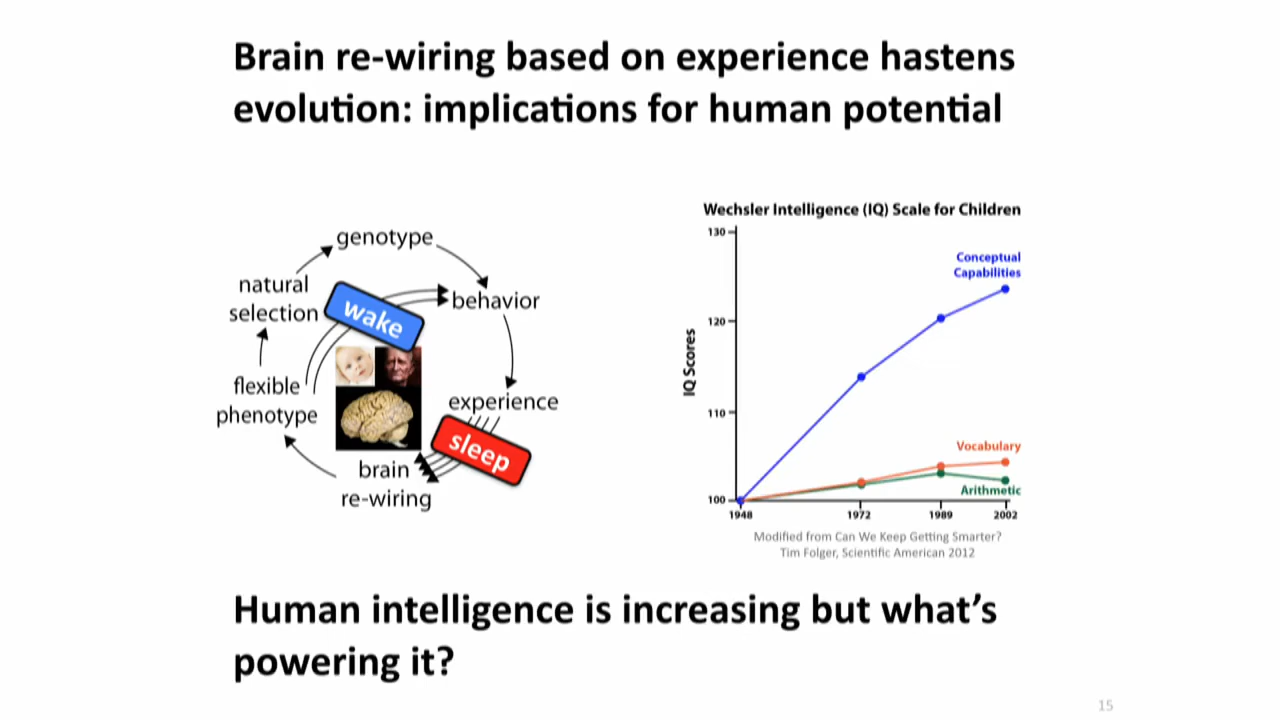 Brain re-wiring based on experience hastens
evolution: implications for human potential
genotype
natural
selection
wake
behavior
flexible
phenotype
experience
sleep
brain
re-wiring
Wechsler Intelligence (IQ) Scale for Children
130
120
110
100
IQ Scores
Conceptual
Capabilities
Vocabulary
Arithmetic
1948
1972
1989
2002
Modified from Can We Keep Getting Smarter?
Tim Folger, Scientific American 2012
Human intelligence is increasing but what's
powering it?
15